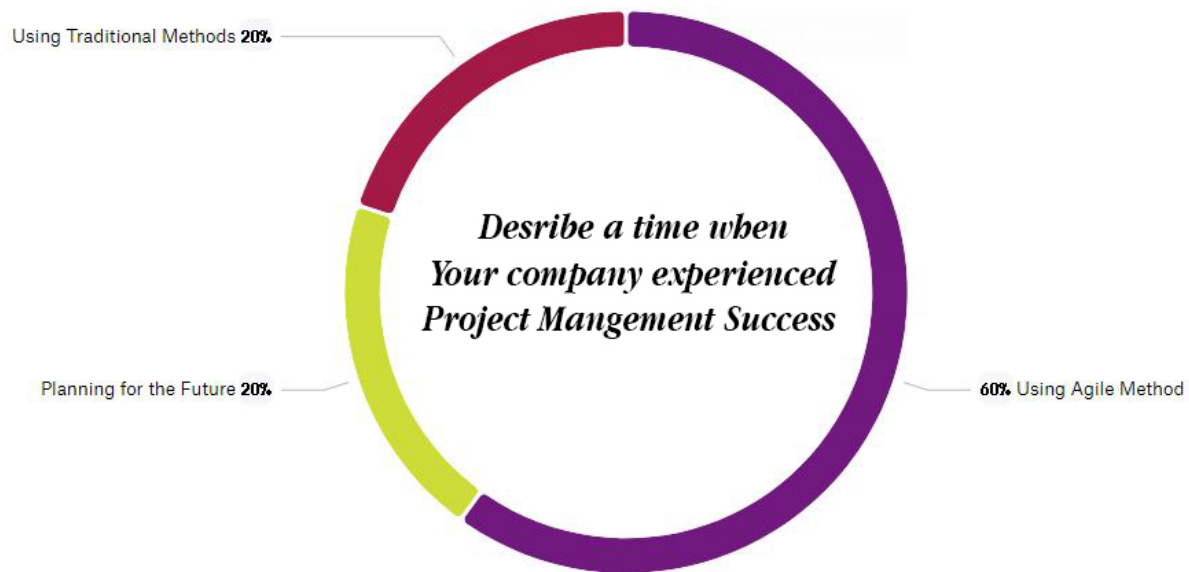 Using Traditional Methods 20%
Desribe a time when
Your company experienced
Project Mangement Success
Planning for the Future 20%
60% Using Agile Method